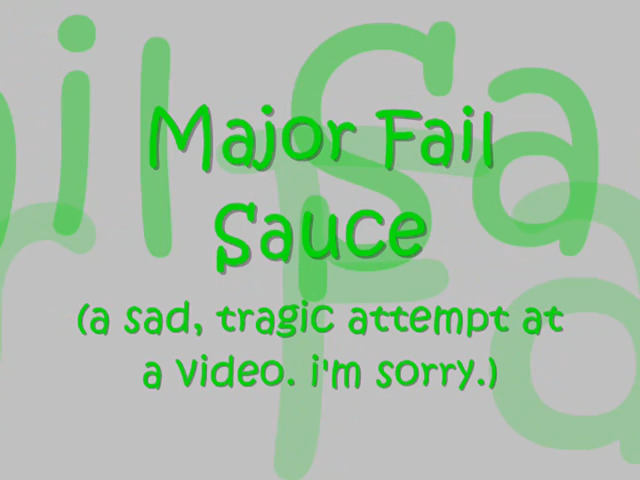 Major Fail
Sauce
(a sad, tragic attempt at
a video. i'm sorry.)